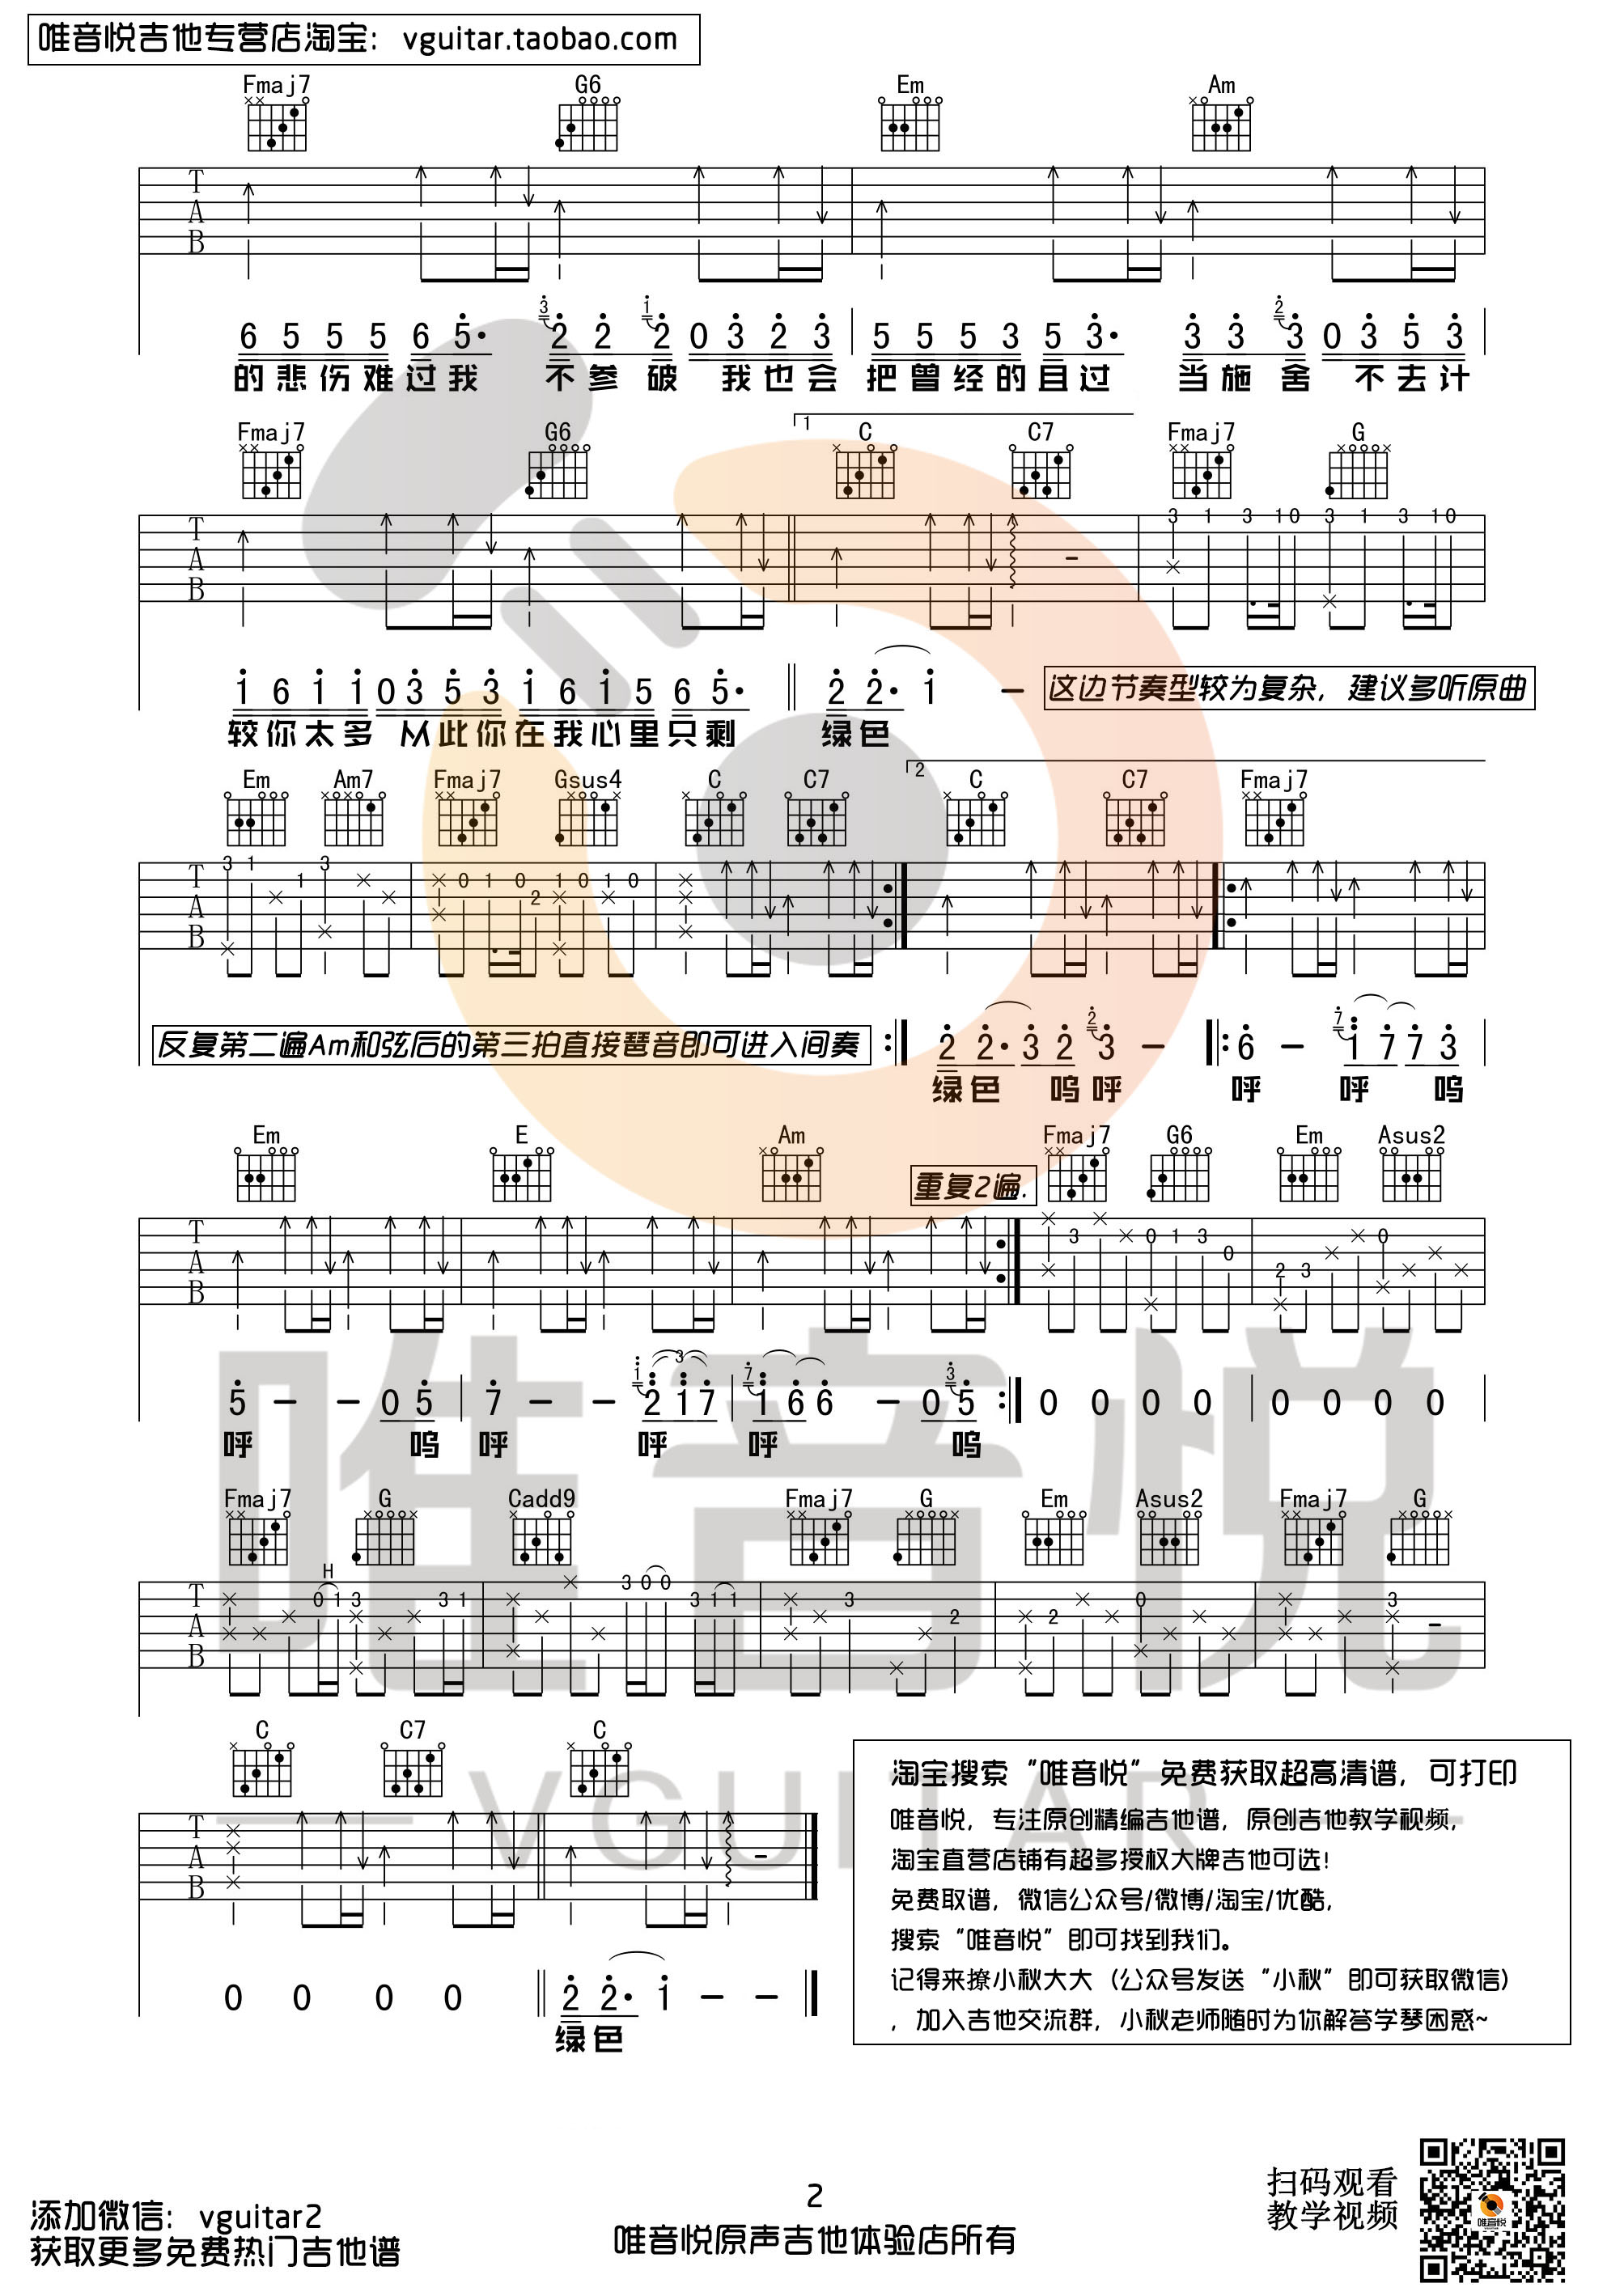 唯音悦吉他专营店淘宝：vguitar.taobao.com
Fmaj7 G6 Em Am
T A B
3 1 2
6 5 5 5 6 5· 2 2 2 0 3 2 3 5 5 5 3 5 3· 3 3 3 0 3 5 3
的悲伤难过我 不参破 我也会 把曾经的且过 当施舍 不去计
1
Fmaj7 G6 C C7 Fmaj7 G
T A B
3 1 3 1 0 3 1 3 1 0
1 6 1 1 0 3 5 3 1 6 1 5 6 5· 2 2· 1 –
这边节奏型较为复杂，建议多听原曲
较你太多 从此你在我心里只剩 绿色
2
Em Am7 Fmaj7 Gsus4 C C7 C C7 Fmaj7
T A B
3 1 1 3 0 1 0 2 1 0 1 0
反复第二遍Am和弦后的第三拍直接琶音即可进入间奏
2 7
2 2· 3 2 3 – 6 – 1 7 7 3
绿色 呜呼 呼 呼 呜
Em E Am Fmaj7 G6 Em Asus2
重复2遍.
T A B
3 0 1 3 0 2 3 0
1 3 7 3
5 – – 0 5 7 – – 2 1 7 1 6 6 – 0 5 0 0 0 0 0 0 0 0
呼 呜 呼 呼 呼 呜
Fmaj7 G Cadd9 Fmaj7 G Em Asus2 Fmaj7 G
H
T A B
0 1 3 3 1 3 0 0 3 1 1 3 2 2 0 3
C C7 C
T A B
0 0 0 0 2 2· 1 – –
绿色
淘宝搜索“唯音悦”免费获取超高清谱，可打印
唯音悦，专注原创精编吉他谱，原创吉他教学视频，
淘宝直营店铺有超多授权大牌吉他可选！
免费取谱，微信公众号/微博/淘宝/优酷，
搜索“唯音悦”即可找到我们。
记得来撩小秋大大（公众号发送“小秋”即可获取微信）
，加入吉他交流群，小秋老师随时为你解答学琴困惑~
唯音悦
VGUITAR
添加微信：vguitar2
获取更多免费热门吉他谱
2
唯音悦原声吉他体验店所有
扫码观看
教学视频
唯音悦